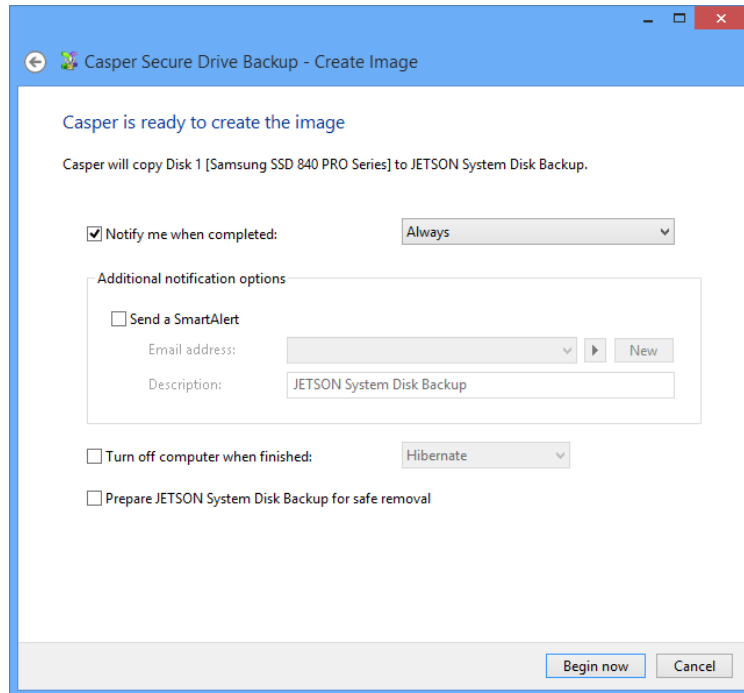 Casper Secure Drive Backup - Create Image
Casper is ready to create the image
Casper will copy Disk 1 [Samsung SSD 840 PRO Series] to JETSON System Disk Backup.
Notify me when completed: Always
Additional notification options
Send a SmartAlert
Email address: New
Description: JETSON System Disk Backup
Turn off computer when finished: Hibernate
Prepare JETSON System Disk Backup for safe removal
Begin now Cancel